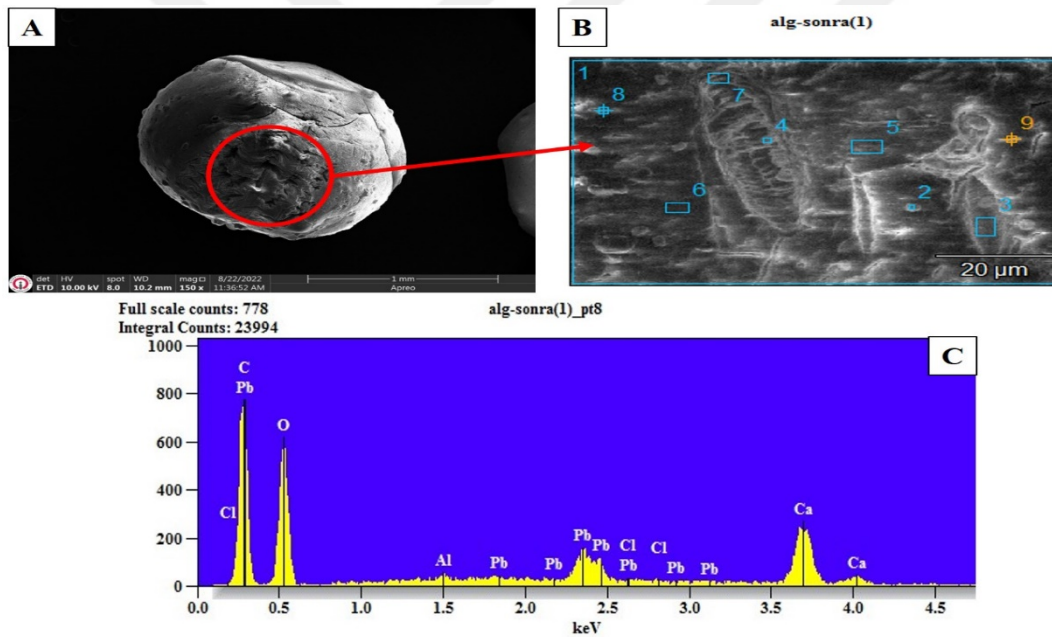 A
det HV spot WD mag 8/22/2022 1 mm
ETD 10.00 kV 8.0 10.2 mm 150 x 11:36:52 AM Apreo
alg-sonra(1)
B
1
8
7
4
5
9
6
2
3
20 µm
Full scale counts: 778
Integral Counts: 23994
alg-sonra(1)_pt8
C
1000
800
600
400
200
0
C
Pb
O
Cl
Al
Pb
Pb
Pb
Pb
Cl
Pb
Cl
Pb
Pb
Ca
Ca
0.0 0.5 1.0 1.5 2.0 2.5 3.0 3.5 4.0 4.5
keV